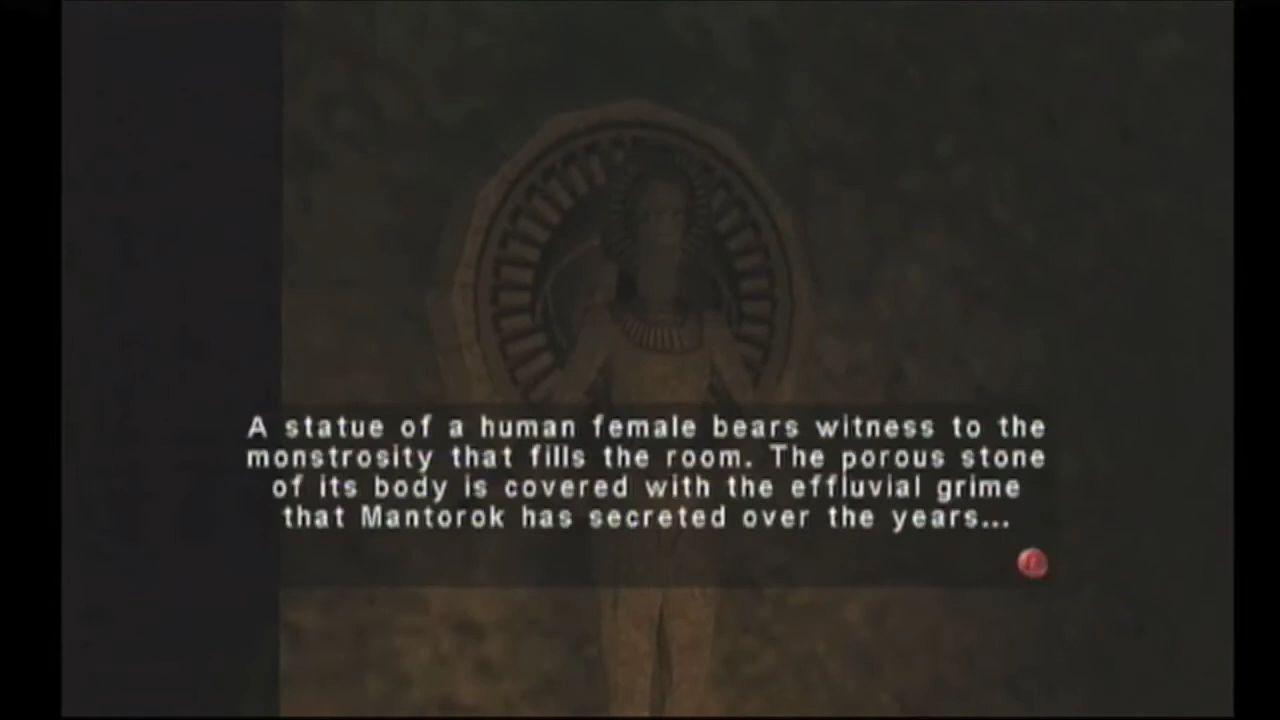 A statue of a human female bears witness to the
monstrosity that fills the room. The porous stone
of its body is covered with the effluvial grime
that Mantorok has secreted over the years...